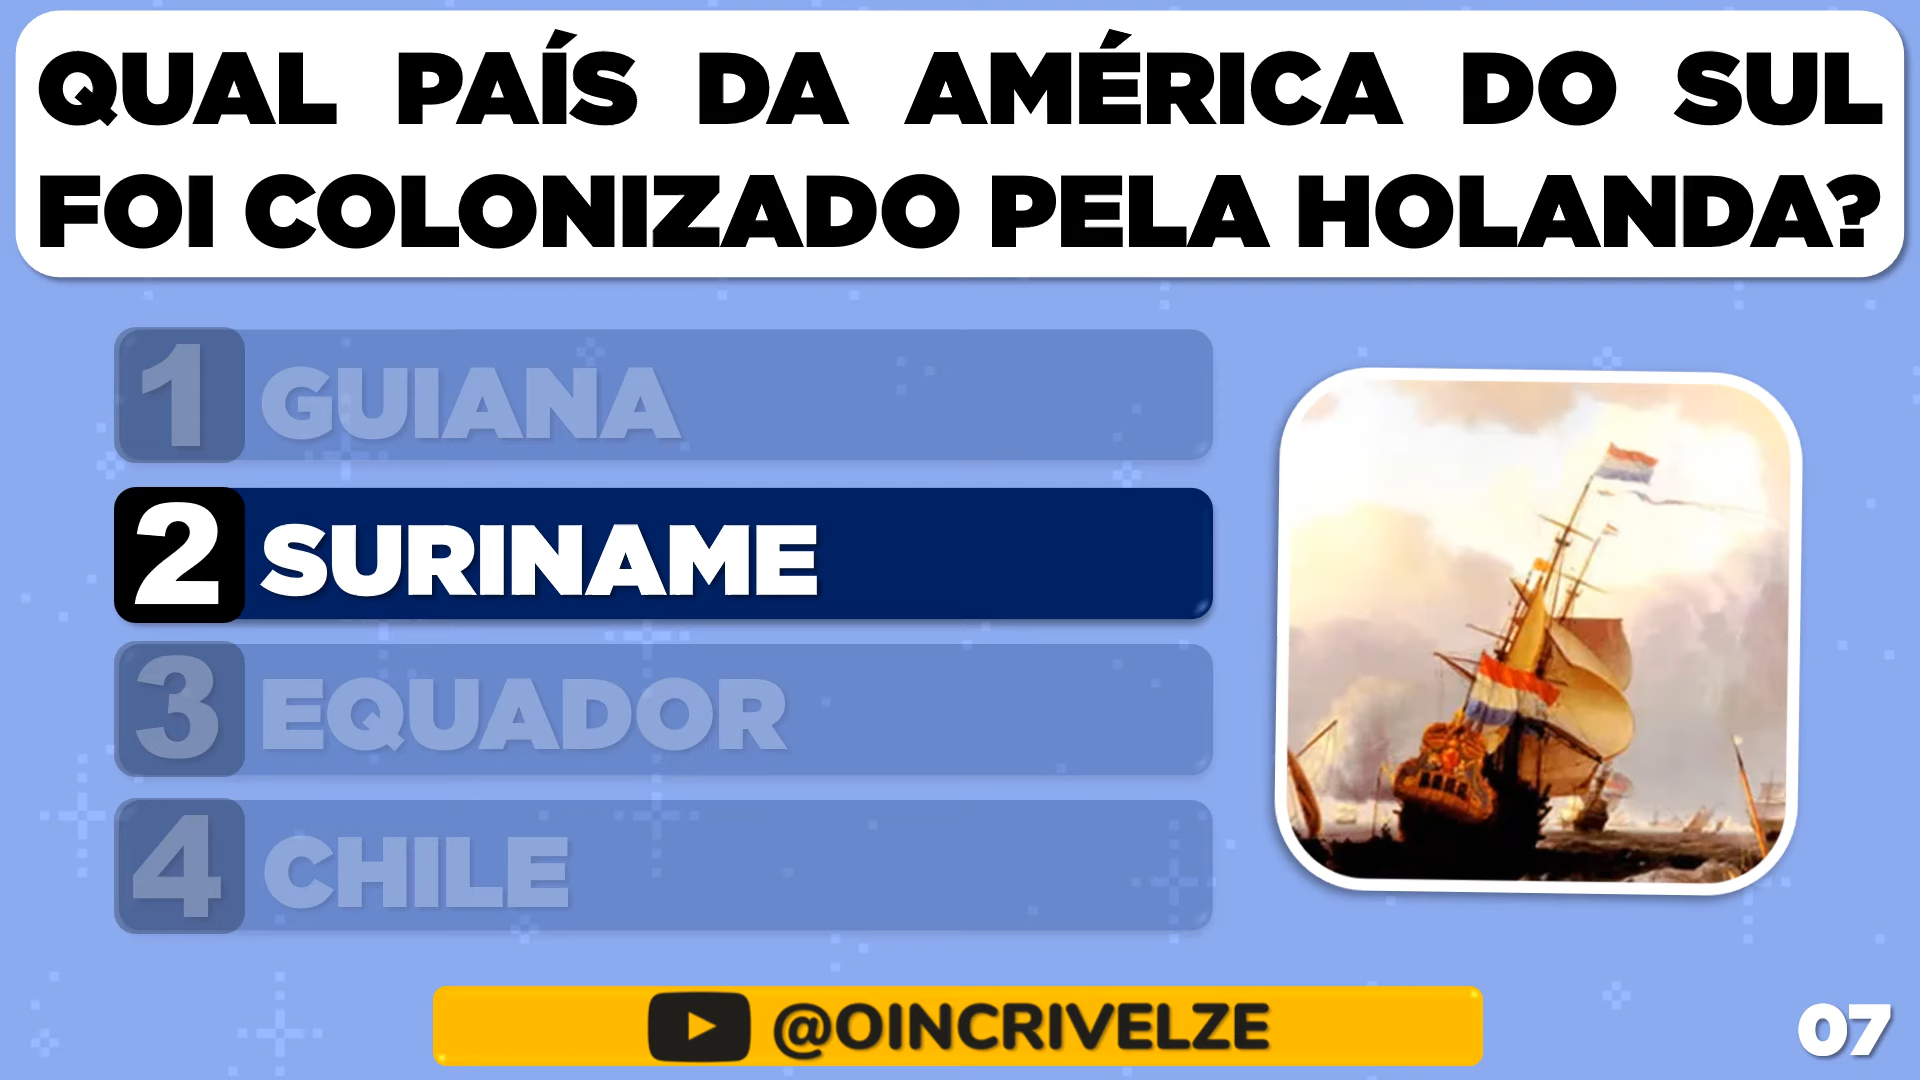 QUAL PAÍS DA AMÉRICA DO SUL
FOI COLONIZADO PELA HOLANDA?
1 GUIANA
2 SURINAME
3 EQUADOR
4 CHILE
@OINCRIVELZE
07